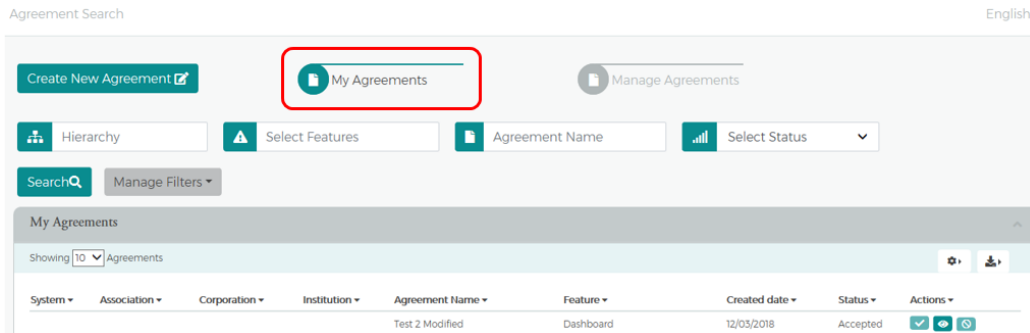 Agreement Search English
Create New Agreement My Agreements Manage Agreements
Hierarchy Select Features Agreement Name Select Status
Search Manage Filters
My Agreements
Showing 10 Agreements
System Association Corporation Institution Agreement Name Feature Created date Status Actions
Test 2 Modified Dashboard 12/03/2018 Accepted